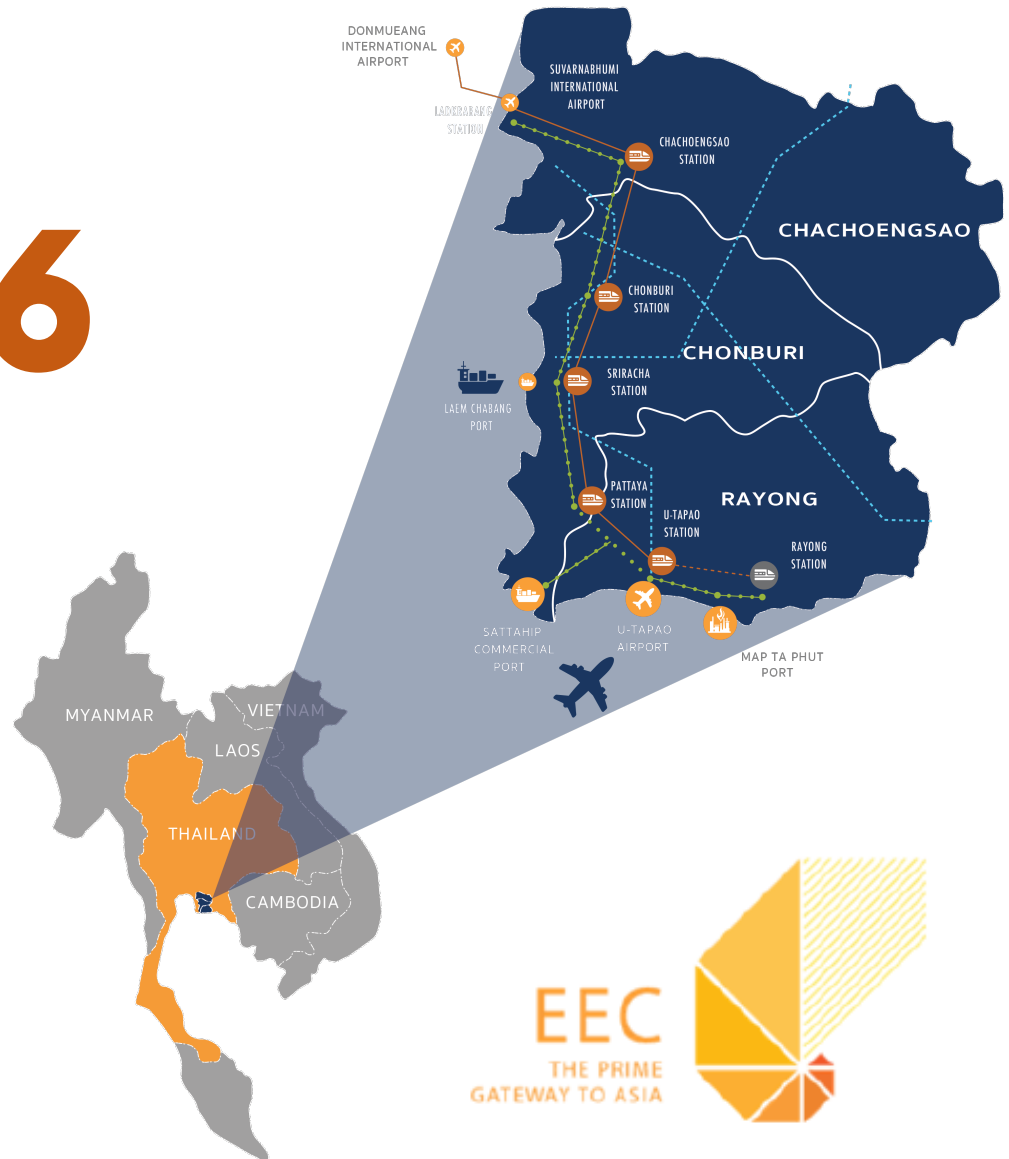 DONMUEANG
INTERNATIONAL
AIRPORT
SUVARNABHUMI
INTERNATIONAL
AIRPORT
STATION
CHACHOENGSAO
STATION
CHACHOENGSAO
6
CHONBURI
STATION
CHONBURI
SRIRACHA
STATION
LAEM CHABANG
PORT
PATTAYA
STATION
RAYONG
U-TAPAO
STATION
RAYONG
STATION
SATTAHIP
COMMERCIAL
PORT
U-TAPAO
AIRPORT
MAP TA PHUT
PORT
MYANMAR
VIETNAM
LAOS
THAILAND
CAMBODIA
EEC
THE PRIME
GATEWAY TO ASIA